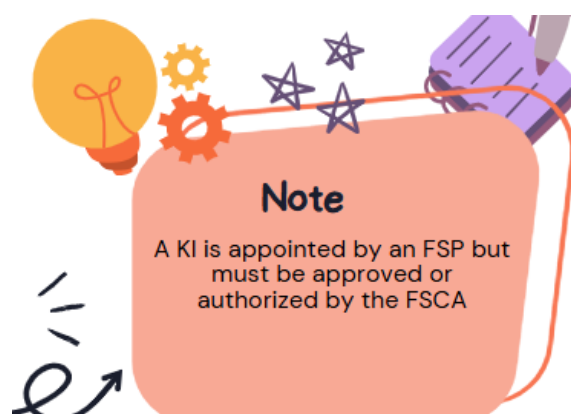 Note
A KI is appointed by an FSP but
must be approved or
authorized by the FSCA